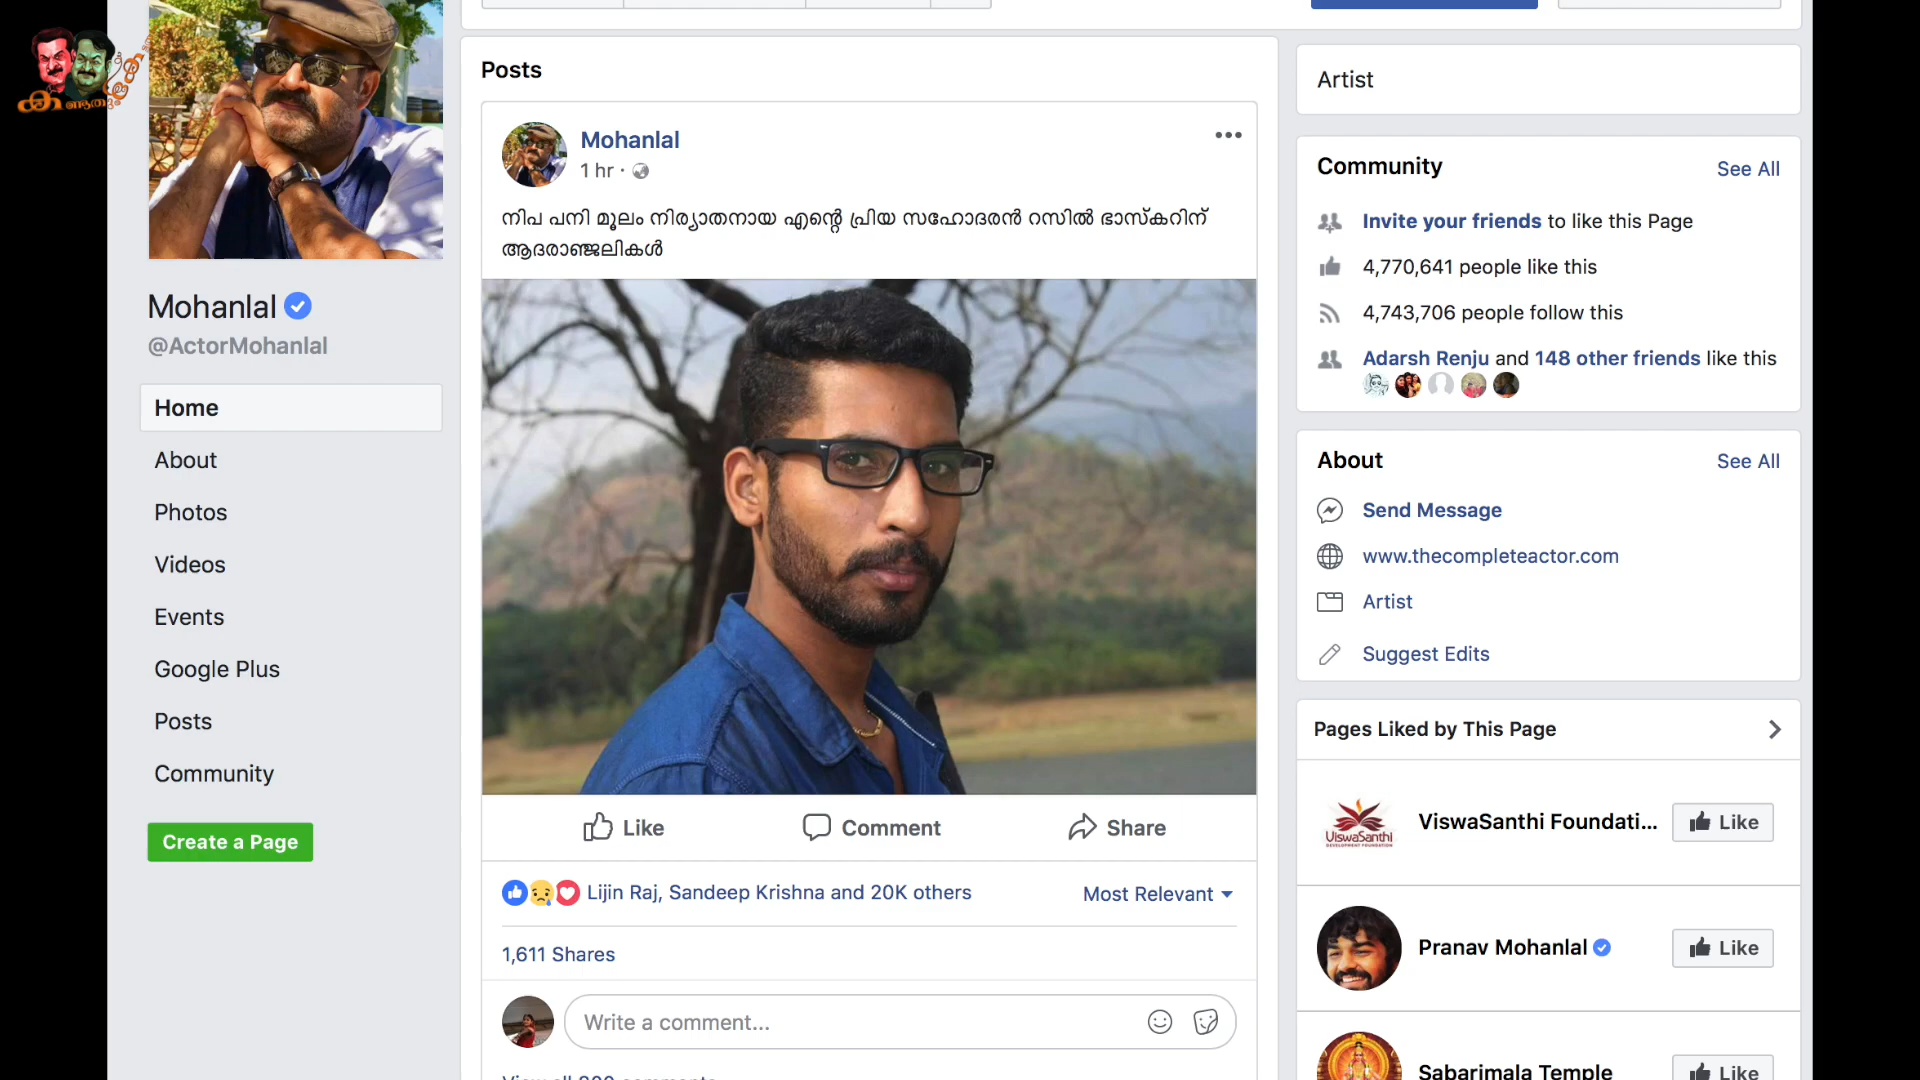 Posts
Mohanlal
1 hr ·
നിപ പനി മൂലം നിര്യാതനായ എന്റെ പ്രിയ സഹോദരൻ റസിൽ ഭാസ്കറിന്
ആദരാഞ്ജലികൾ
Mohanlal
@ActorMohanlal
Home
About
Photos
Videos
Events
Google Plus
Posts
Community
Create a Page
Like
Comment
Share
Lijin Raj, Sandeep Krishna and 20K others
Most Relevant
1,611 Shares
Write a comment...
Artist
Community
See All
Invite your friends to like this Page
4,770,641 people like this
4,743,706 people follow this
Adarsh Renju and 148 other friends like this
About
See All
Send Message
www.thecompleteactor.com
Artist
Suggest Edits
Pages Liked by This Page
ViswaSanthi
DEVELOPMENT FOUNDATION
ViswaSanthi Foundati...
Like
Pranav Mohanlal
Like
Sabarimala Temple
Like